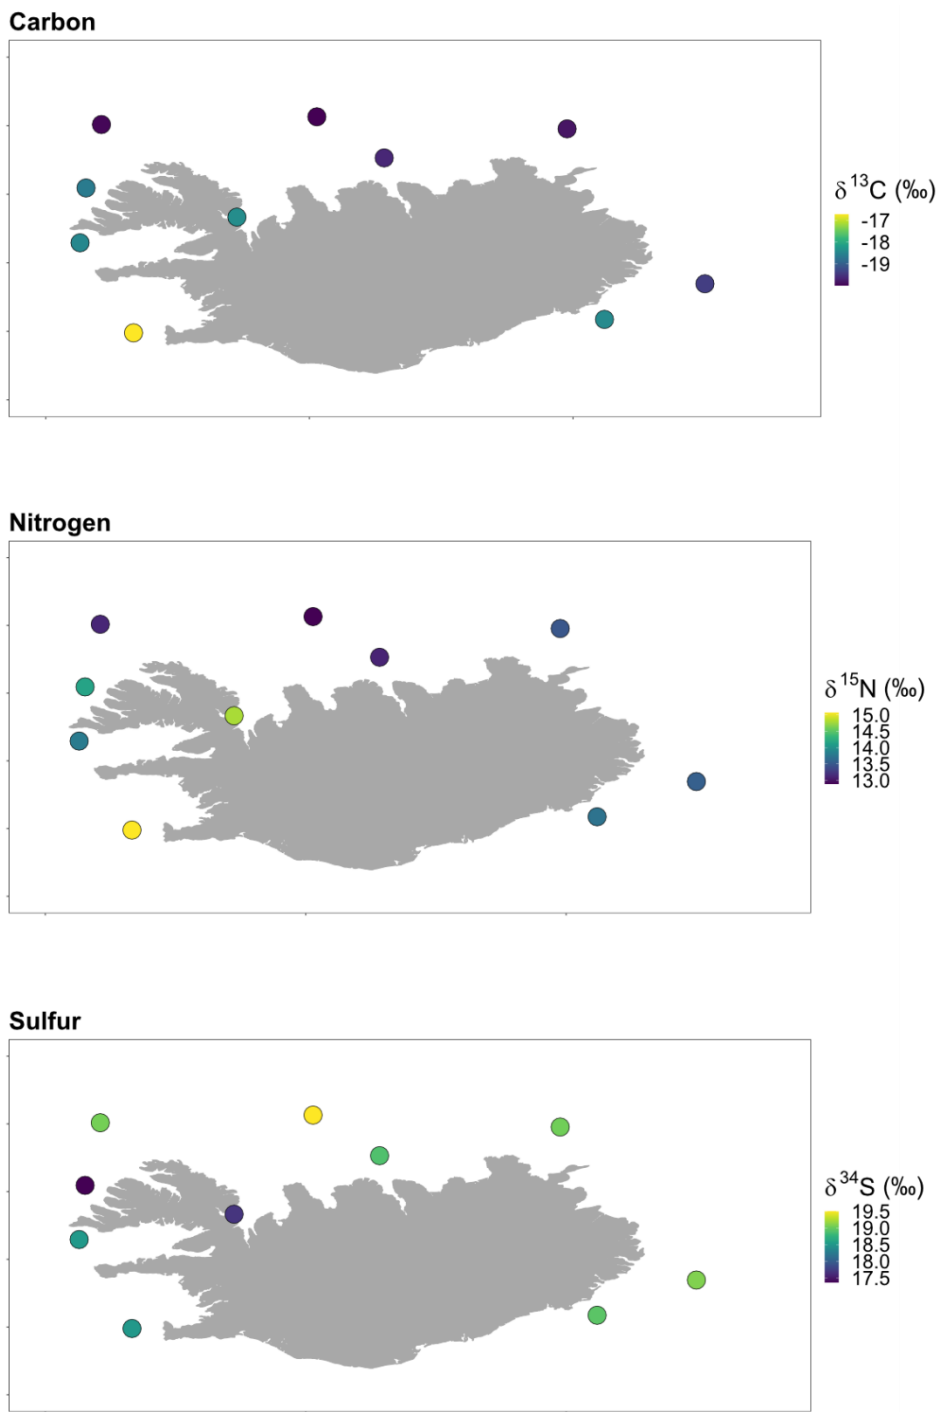 Carbon
δ¹³C (‰)
-17
-18
-19
Nitrogen
δ¹⁵N (‰)
15.0
14.5
14.0
13.5
13.0
Sulfur
δ³⁴S (‰)
19.5
19.0
18.5
18.0
17.5